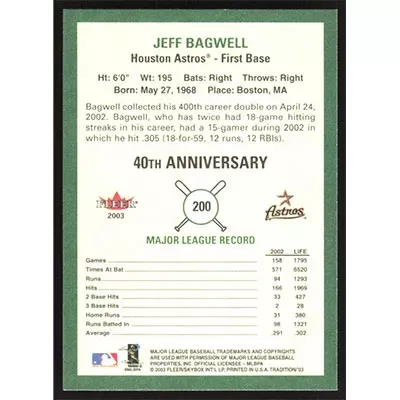 JEFF BAGWELL
Houston Astros® - First Base
Ht: 6'0" Wt: 195 Bats: Right Throws: Right
Born: May 27, 1968 Place: Boston, MA
Bagwell collected his 400th career double on April 24,
2002. Bagwell, who has twice had 18-game hitting
streaks in his career, had a 15-game during 2002 in
which he hit .305 (18-for-59, 12 runs, 12 RBIs).
40TH ANNIVERSARY
FLEER
2003
200
Astros
MAJOR LEAGUE RECORD
2002 LIFE
Games 158 1795
Times At Bat 571 6520
Runs 94 1293
Hits 166 1969
2 Base Hits 33 427
3 Base Hits 2 28
Home Runs 31 380
Runs Batted In 98 1321
Average .291 .302
MAJOR LEAGUE BASEBALL TRADEMARKS AND COPYRIGHTS
ARE USED WITH PERMISSION OF MAJOR LEAGUE BASEBALL
PROPERTIES, INC. ©MLBPA
© 2003 FLEER/SKYBOX INT'L LP. PRINTED IN U.S.A. TRADITION'03